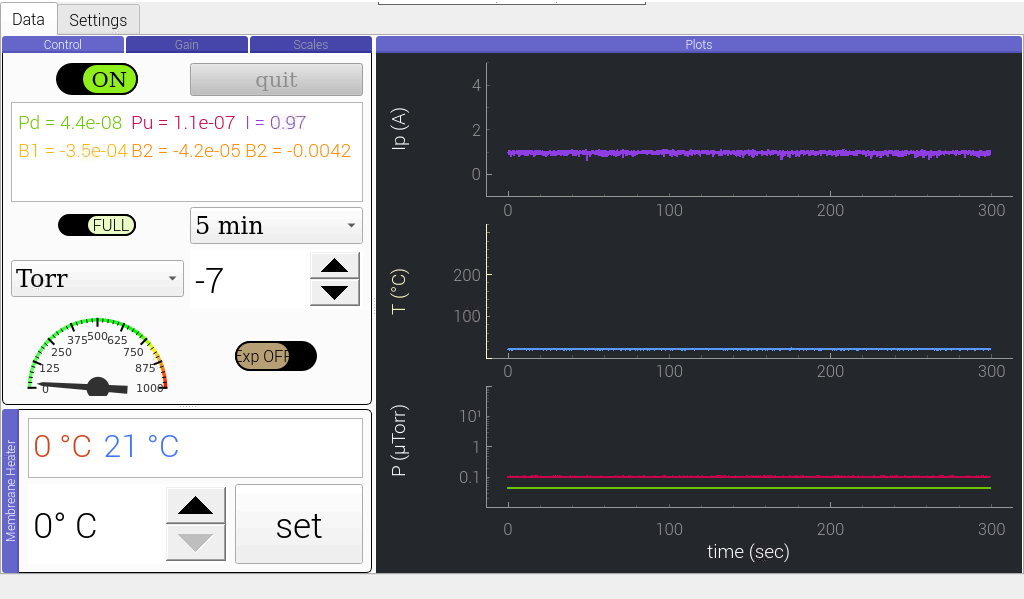 Data Settings
Control Gain Scales Plots
ON quit
Pd = 4.4e-08 Pu = 1.1e-07 I = 0.97
B1 = -3.5e-04 B2 = -4.2e-05 B2 = -0.0042
FULL 5 min
Torr -7
0 125 250 375 500 625 750 875 1000
Exp OFF
Membreane Heater
0 °C 21 °C
0° C set
Ip (A)
4
2
0
0 100 200 300
T (°C)
200
100
0 100 200 300
P (µTorr)
10¹
1
0.1
0 100 200 300
time (sec)